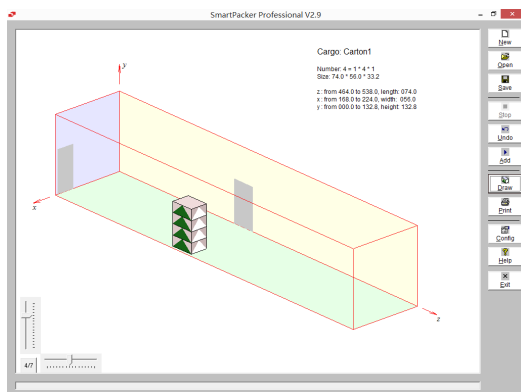 SmartPacker Professional V2.9
Cargo: Carton1
Number: 4 = 1 * 4 * 1
Size: 74.0 * 56.0 * 33.2
z : from 464.0 to 538.0, length: 074.0
x : from 168.0 to 224.0, width: 056.0
y : from 000.0 to 132.8, height: 132.8
y
x
z
4/7
New
Open
Save
Stop
Undo
Add
Draw
Print
Config
Help
Exit